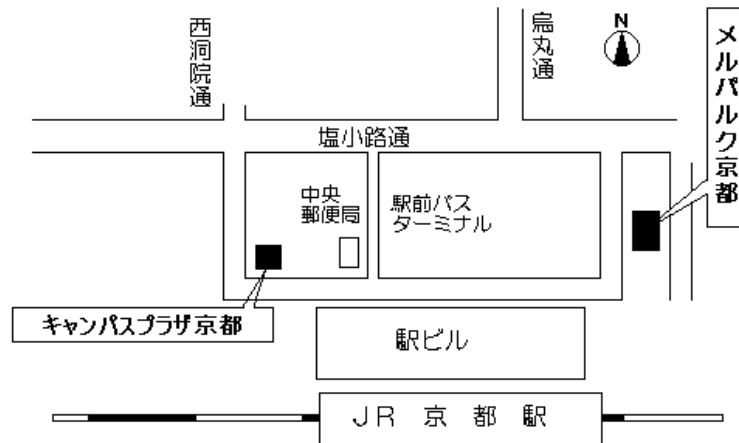 西洞院通
烏丸通
N
メルパルク京都
塩小路通
中央
郵便局
駅前バス
ターミナル
キャンパスプラザ京都
駅ビル
JR 京都駅